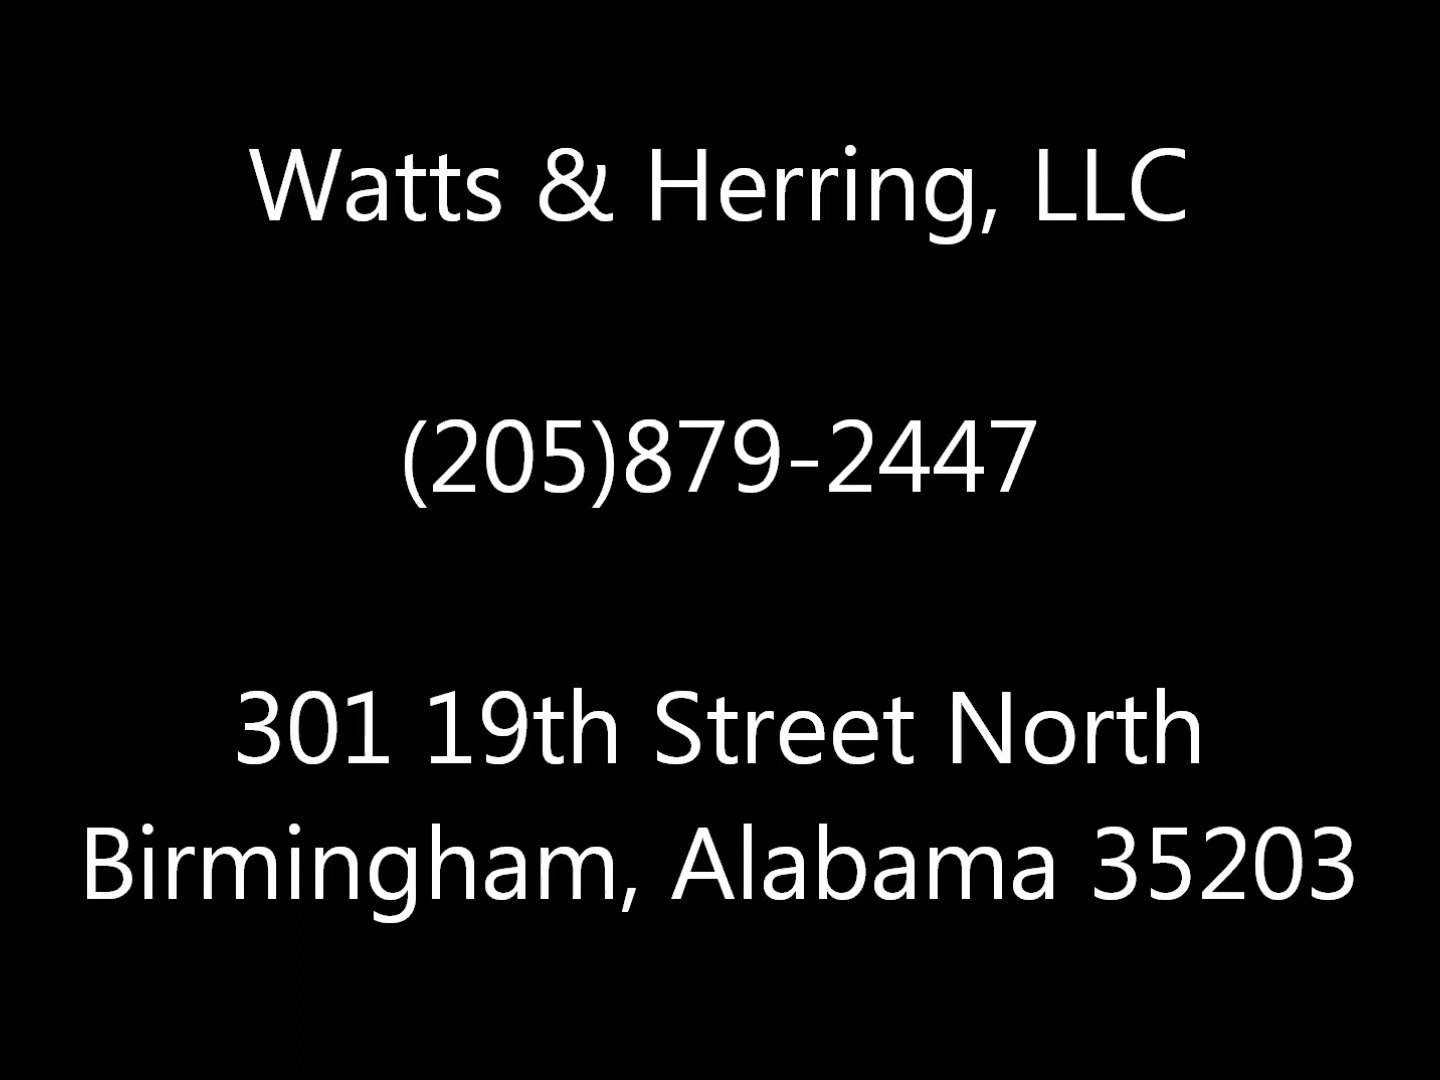 Watts & Herring, LLC
(205)879-2447
301 19th Street North
Birmingham, Alabama 35203